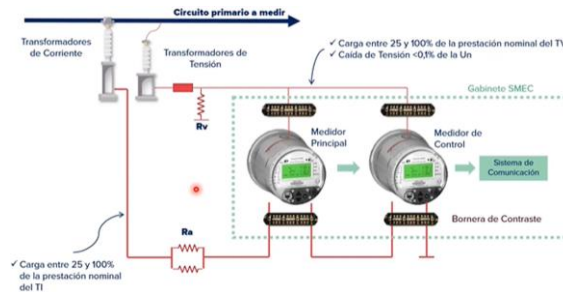 Circuito primario a medir
Transformadores
de Corriente
Transformadores de
Tensión
✓ Carga entre 25 y 100% de la prestación nominal del TV
✓ Caída de Tensión <0,1% de la Un
Gabinete SMEC
Rv
Medidor
Principal
Medidor de
Control
Sistema de
Comunicación
Bornera de Contraste
Ra
✓ Carga entre 25 y 100%
de la prestación nominal
del TI